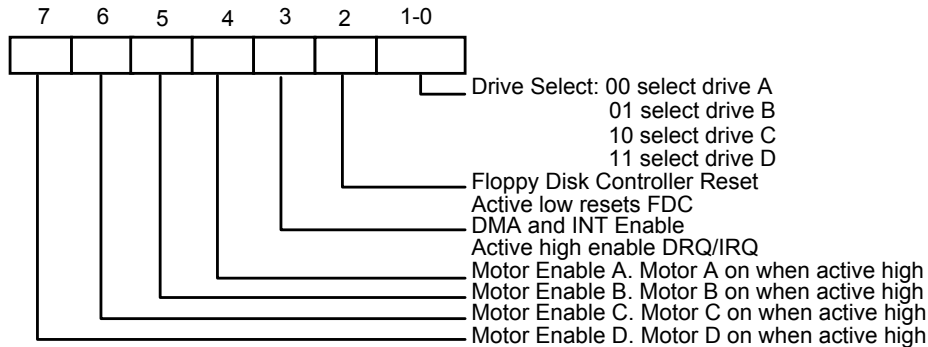 7 6 5 4 3 2 1-0
Drive Select: 00 select drive A
01 select drive B
10 select drive C
11 select drive D
Floppy Disk Controller Reset
Active low resets FDC
DMA and INT Enable
Active high enable DRQ/IRQ
Motor Enable A. Motor A on when active high
Motor Enable B. Motor B on when active high
Motor Enable C. Motor C on when active high
Motor Enable D. Motor D on when active high